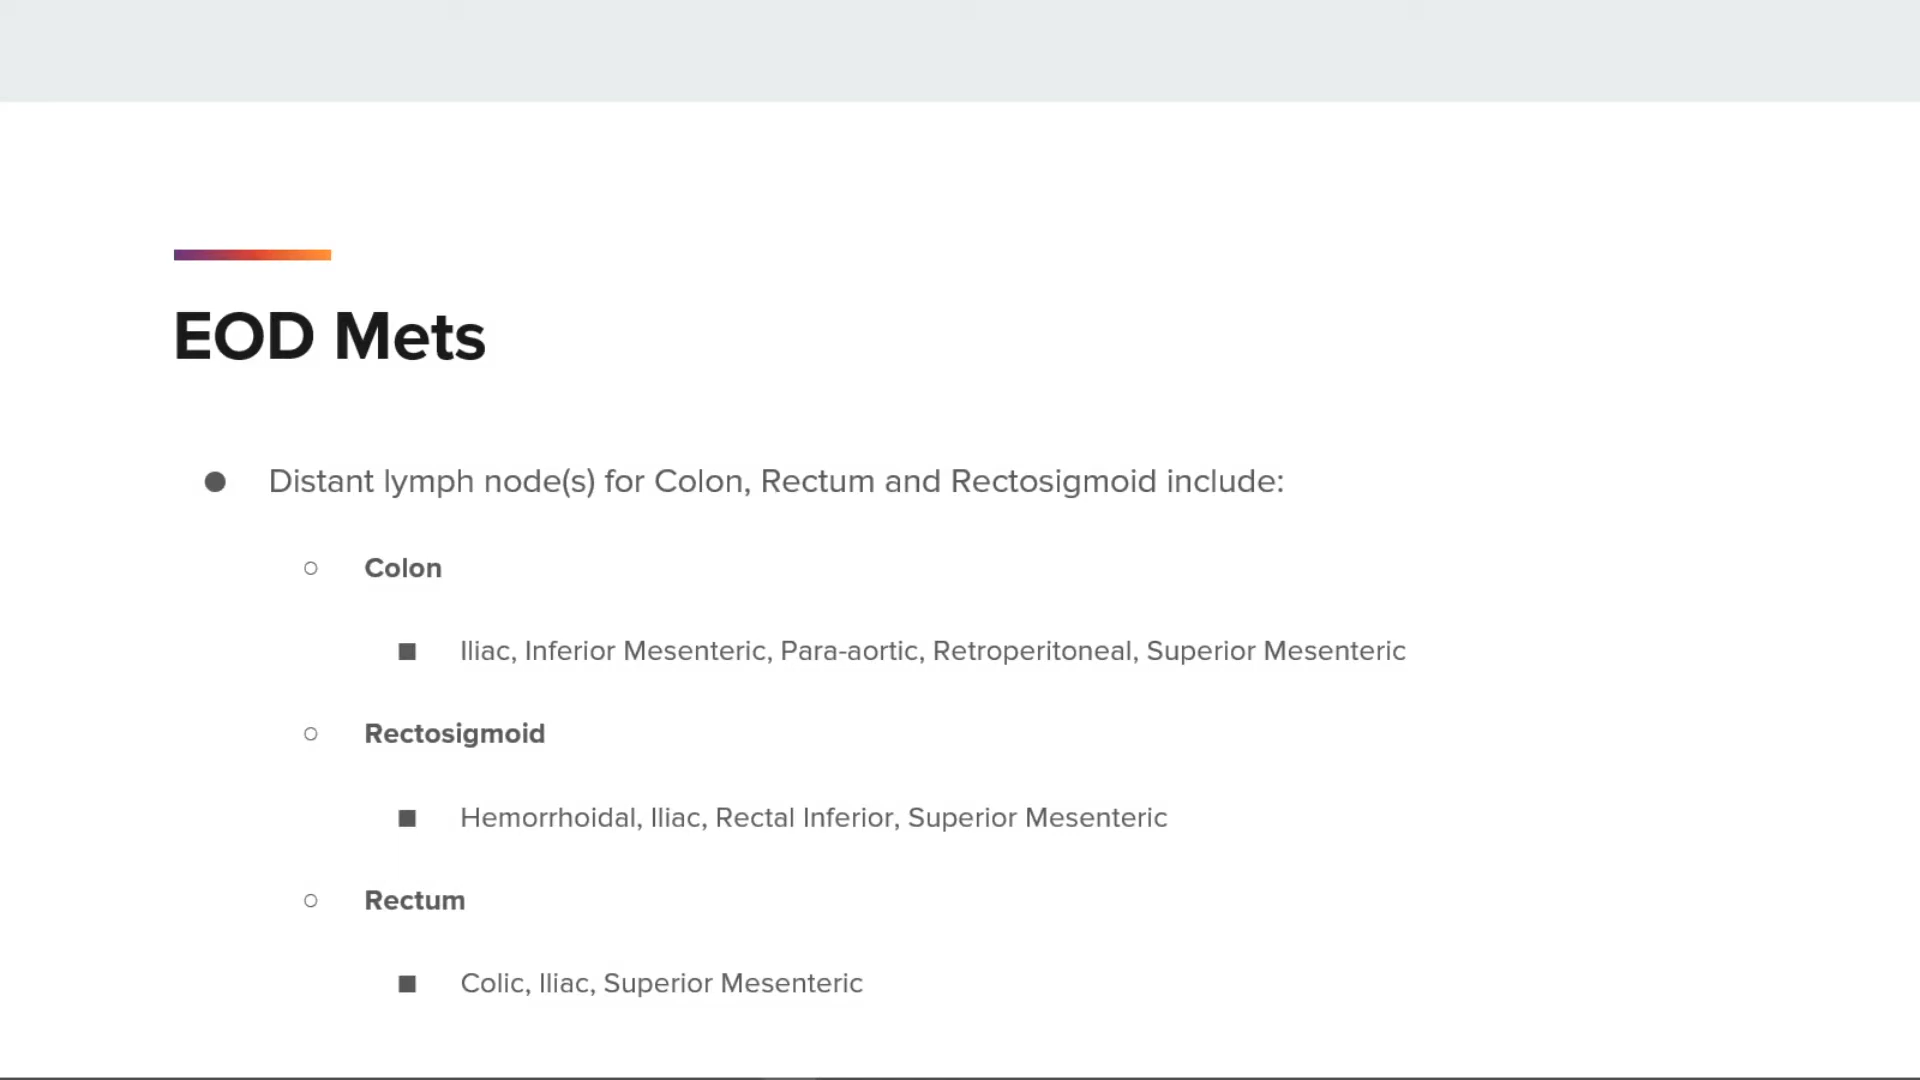 EOD Mets
Distant lymph node(s) for Colon, Rectum and Rectosigmoid include:
Colon
Iliac, Inferior Mesenteric, Para-aortic, Retroperitoneal, Superior Mesenteric
Rectosigmoid
Hemorrhoidal, Iliac, Rectal Inferior, Superior Mesenteric
Rectum
Colic, Iliac, Superior Mesenteric